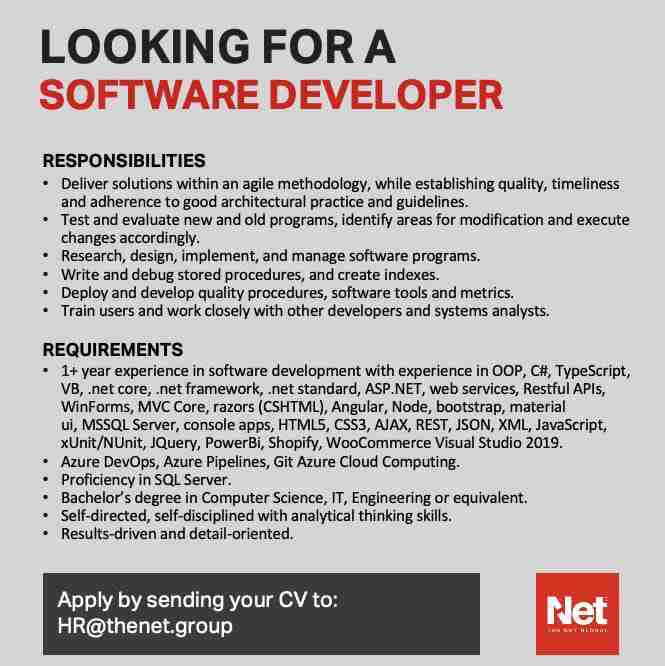 LOOKING FOR A
SOFTWARE DEVELOPER
RESPONSIBILITIES
• Deliver solutions within an agile methodology, while establishing quality, timeliness
and adherence to good architectural practice and guidelines.
• Test and evaluate new and old programs, identify areas for modification and execute
changes accordingly.
• Research, design, implement, and manage software programs.
• Write and debug stored procedures, and create indexes.
• Deploy and develop quality procedures, software tools and metrics.
• Train users and work closely with other developers and systems analysts.
REQUIREMENTS
• 1+ year experience in software development with experience in OOP, C#, TypeScript,
VB, .net core, .net framework, .net standard, ASP.NET, web services, Restful APIs,
WinForms, MVC Core, razors (CSHTML), Angular, Node, bootstrap, material
ui, MSSQL Server, console apps, HTML5, CSS3, AJAX, REST, JSON, XML, JavaScript,
xUnit/NUnit, JQuery, PowerBi, Shopify, WooCommerce Visual Studio 2019.
• Azure DevOps, Azure Pipelines, Git Azure Cloud Computing.
• Proficiency in SQL Server.
• Bachelor's degree in Computer Science, IT, Engineering or equivalent.
• Self-directed, self-disciplined with analytical thinking skills.
• Results-driven and detail-oriented.
Apply by sending your CV to:
HR@thenet.group
Net
THE NET GLOBAL